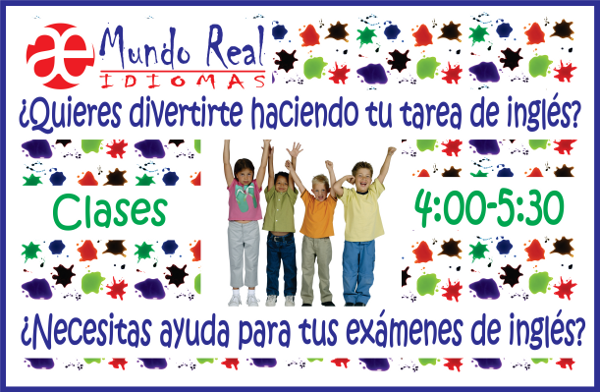 æ Mundo Real
IDIOMAS
¿Quieres divertirte haciendo tu tarea de inglés?
Clases
4:00-5:30
¿Necesitas ayuda para tus exámenes de inglés?